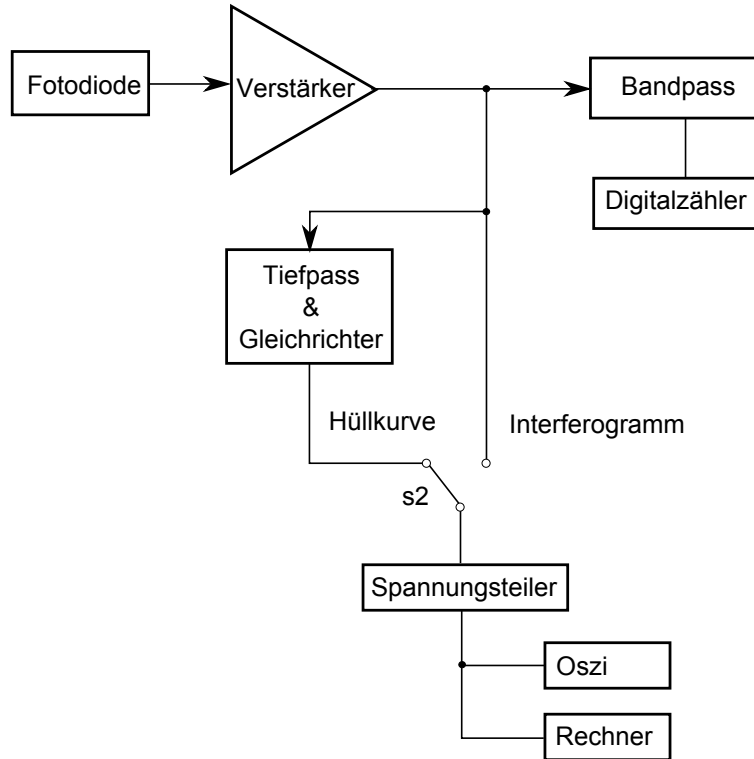 Fotodiode
Verstärker
Bandpass
Digitalzähler
Tiefpass
&
Gleichrichter
Hüllkurve
Interferogramm
s2
Spannungsteiler
Oszi
Rechner